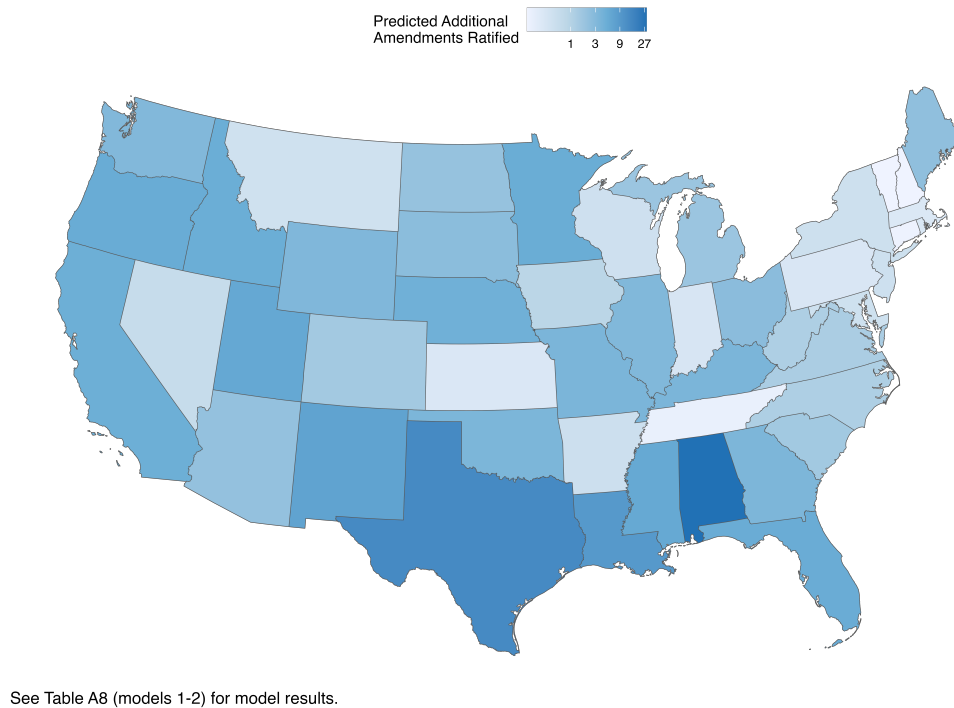 Predicted Additional
Amendments Ratified
1 3 9 27
See Table A8 (models 1-2) for model results.